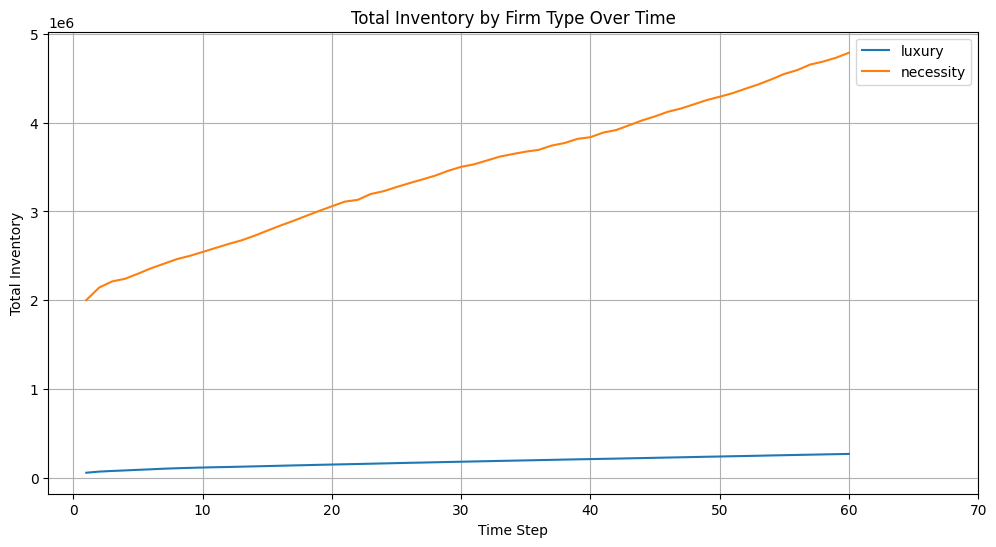 Total Inventory by Firm Type Over Time
1e6
luxury
necessity
5
4
3
2
1
0
Total Inventory
0 10 20 30 40 50 60 70
Time Step